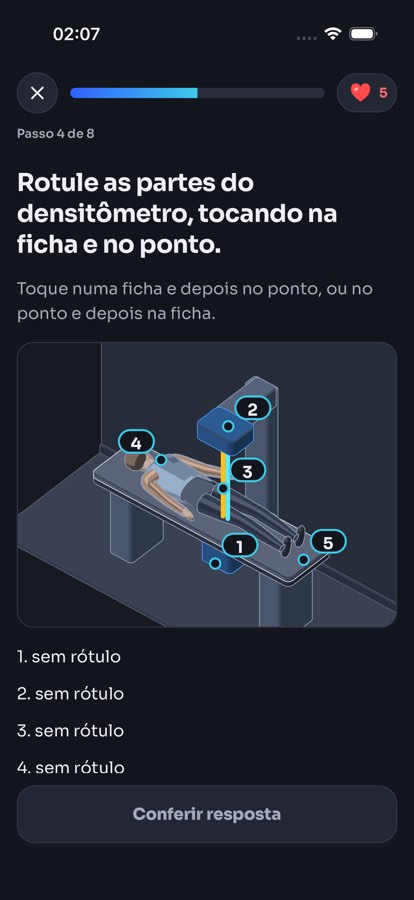 02:07
5
Passo 4 de 8
Rotule as partes do
densitômetro, tocando na
ficha e no ponto.
Toque numa ficha e depois no ponto, ou no
ponto e depois na ficha.
2
4
3
1
5
1. sem rótulo
2. sem rótulo
3. sem rótulo
4. sem rótulo
Conferir resposta